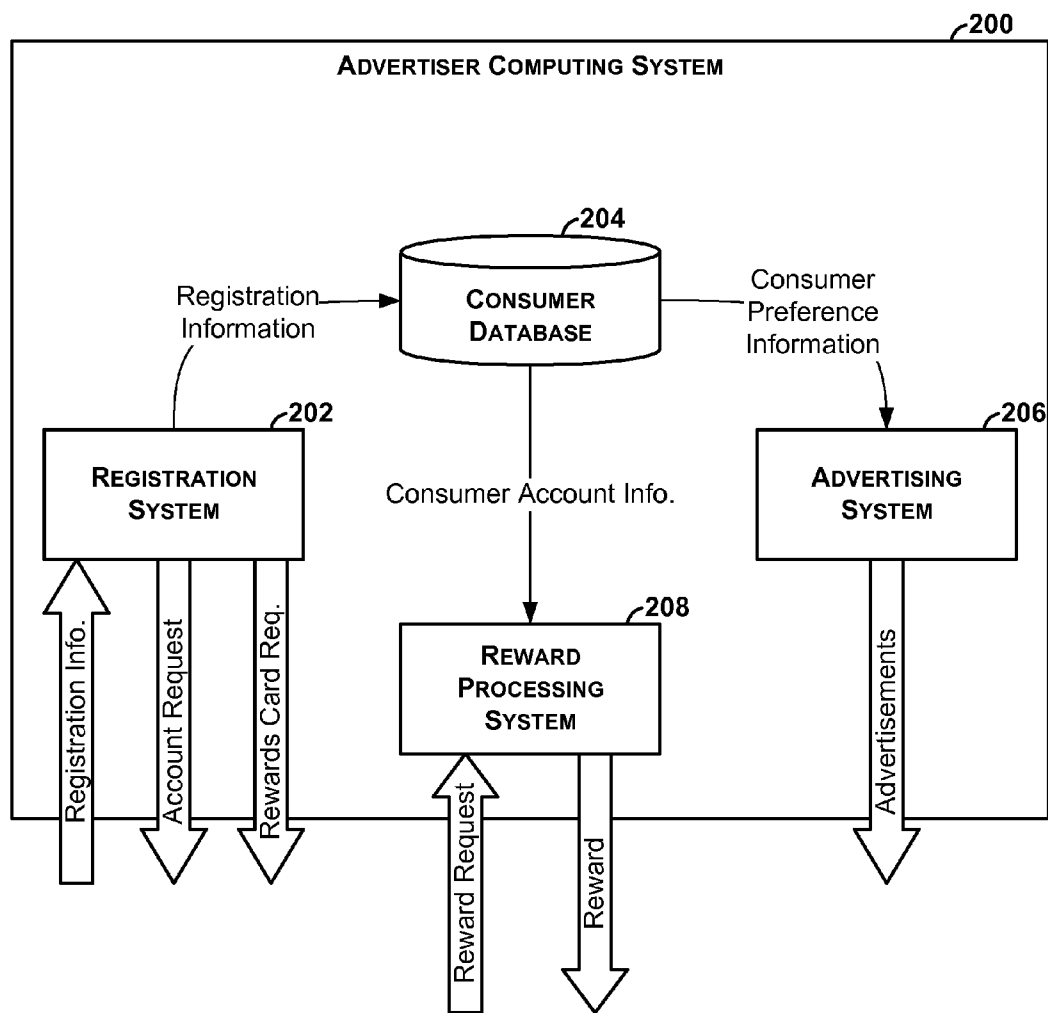 200
ADVERTISER COMPUTING SYSTEM
204
CONSUMER
DATABASE
Registration
Information
Consumer
Preference
Information
202
REGISTRATION
SYSTEM
206
ADVERTISING
SYSTEM
Consumer Account Info.
208
REWARD
PROCESSING
SYSTEM
Registration Info.
Account Request
Rewards Card Req.
Reward Request
Reward
Advertisements